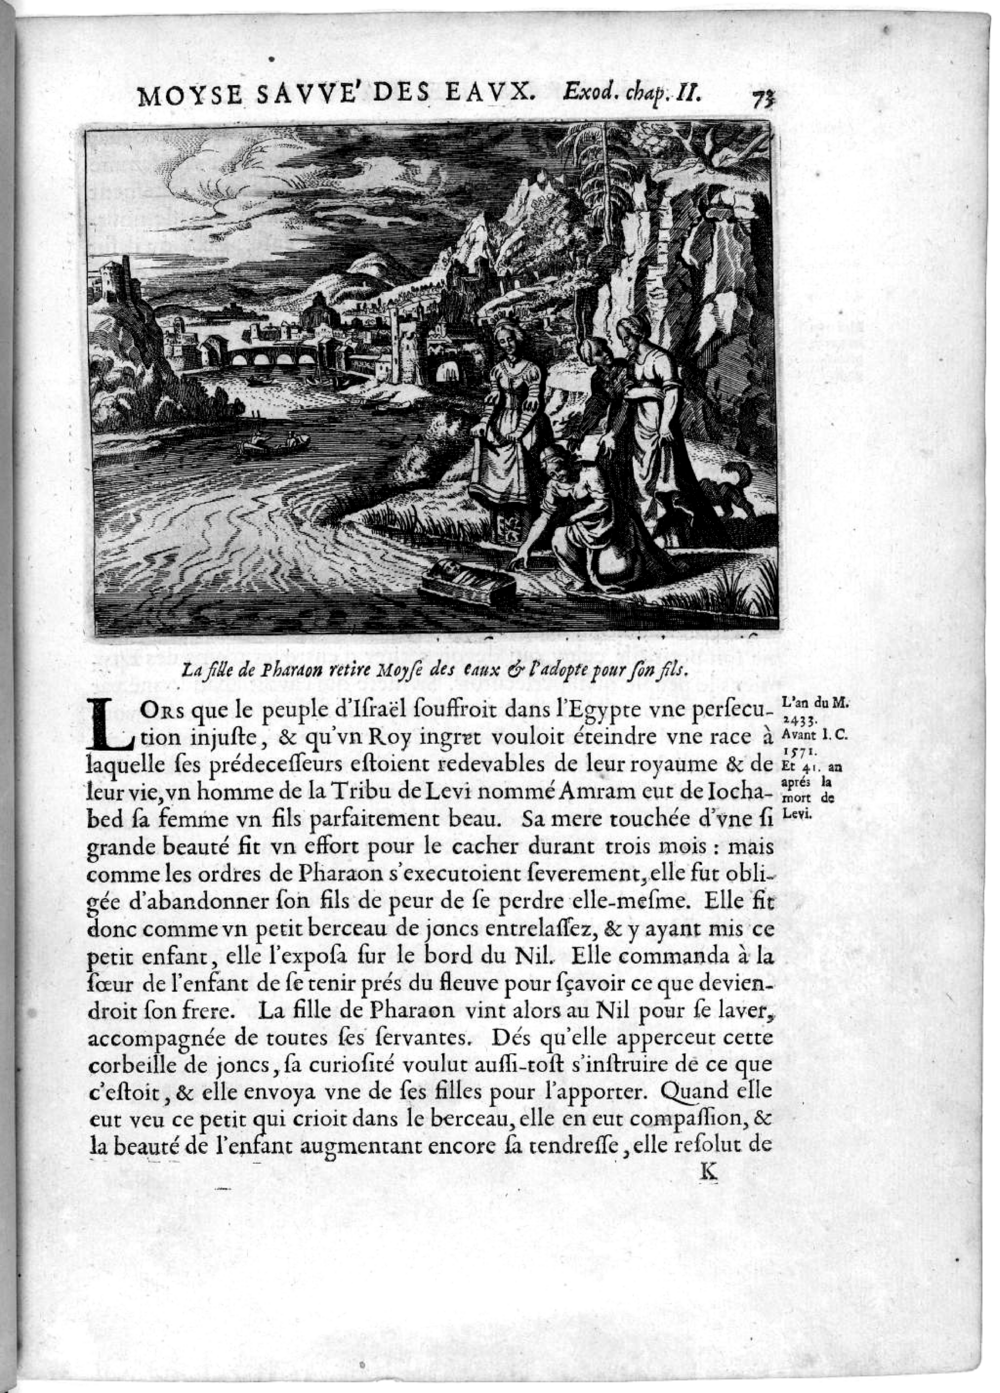 MOYSE SAVVE' DES EAVX. Exod. chap. II. 73
La fille de Pharaon retire Moyſe des eaux & l'adopte pour ſon fils.
LORS que le peuple d'Iſraël ſouffroit dans l'Egypte vne perſecu-
tion injuſte, & qu'vn Roy ingret vouloit éteindre vne race à
laquelle ſes prédeceſſeurs eſtoient redevables de leur royaume & de
leur vie, vn homme de la Tribu de Levi nommé Amram eut de Iocha-
bed ſa femme vn fils parfaitement beau. Sa mere touchée d'vne ſi
grande beauté fit vn effort pour le cacher durant trois mois : mais
comme les ordres de Pharaon s'executoient ſeverement, elle fut obli-
gée d'abandonner ſon fils de peur de ſe perdre elle-meſme. Elle fit
donc comme vn petit berceau de joncs entrelaſſez, & y ayant mis ce
petit enfant, elle l'expoſa ſur le bord du Nil. Elle commanda à la
ſœur de l'enfant de ſe tenir prés du fleuve pour ſçavoir ce que devien-
droit ſon frere. La fille de Pharaon vint alors au Nil pour ſe laver,
accompagnée de toutes ſes ſervantes. Dés qu'elle apperceut cette
corbeille de joncs, ſa curioſité voulut auſſi-toſt s'inſtruire de ce que
c'eſtoit, & elle envoya vne de ſes filles pour l'apporter. Quand elle
eut veu ce petit qui crioit dans le berceau, elle en eut compaſſion, &
la beauté de l'enfant augmentant encore ſa tendreſſe, elle reſolut de
K
L'an du M.
2433.
Avant I. C.
1571.
Et 41. an
aprés la
mort de
Levi.